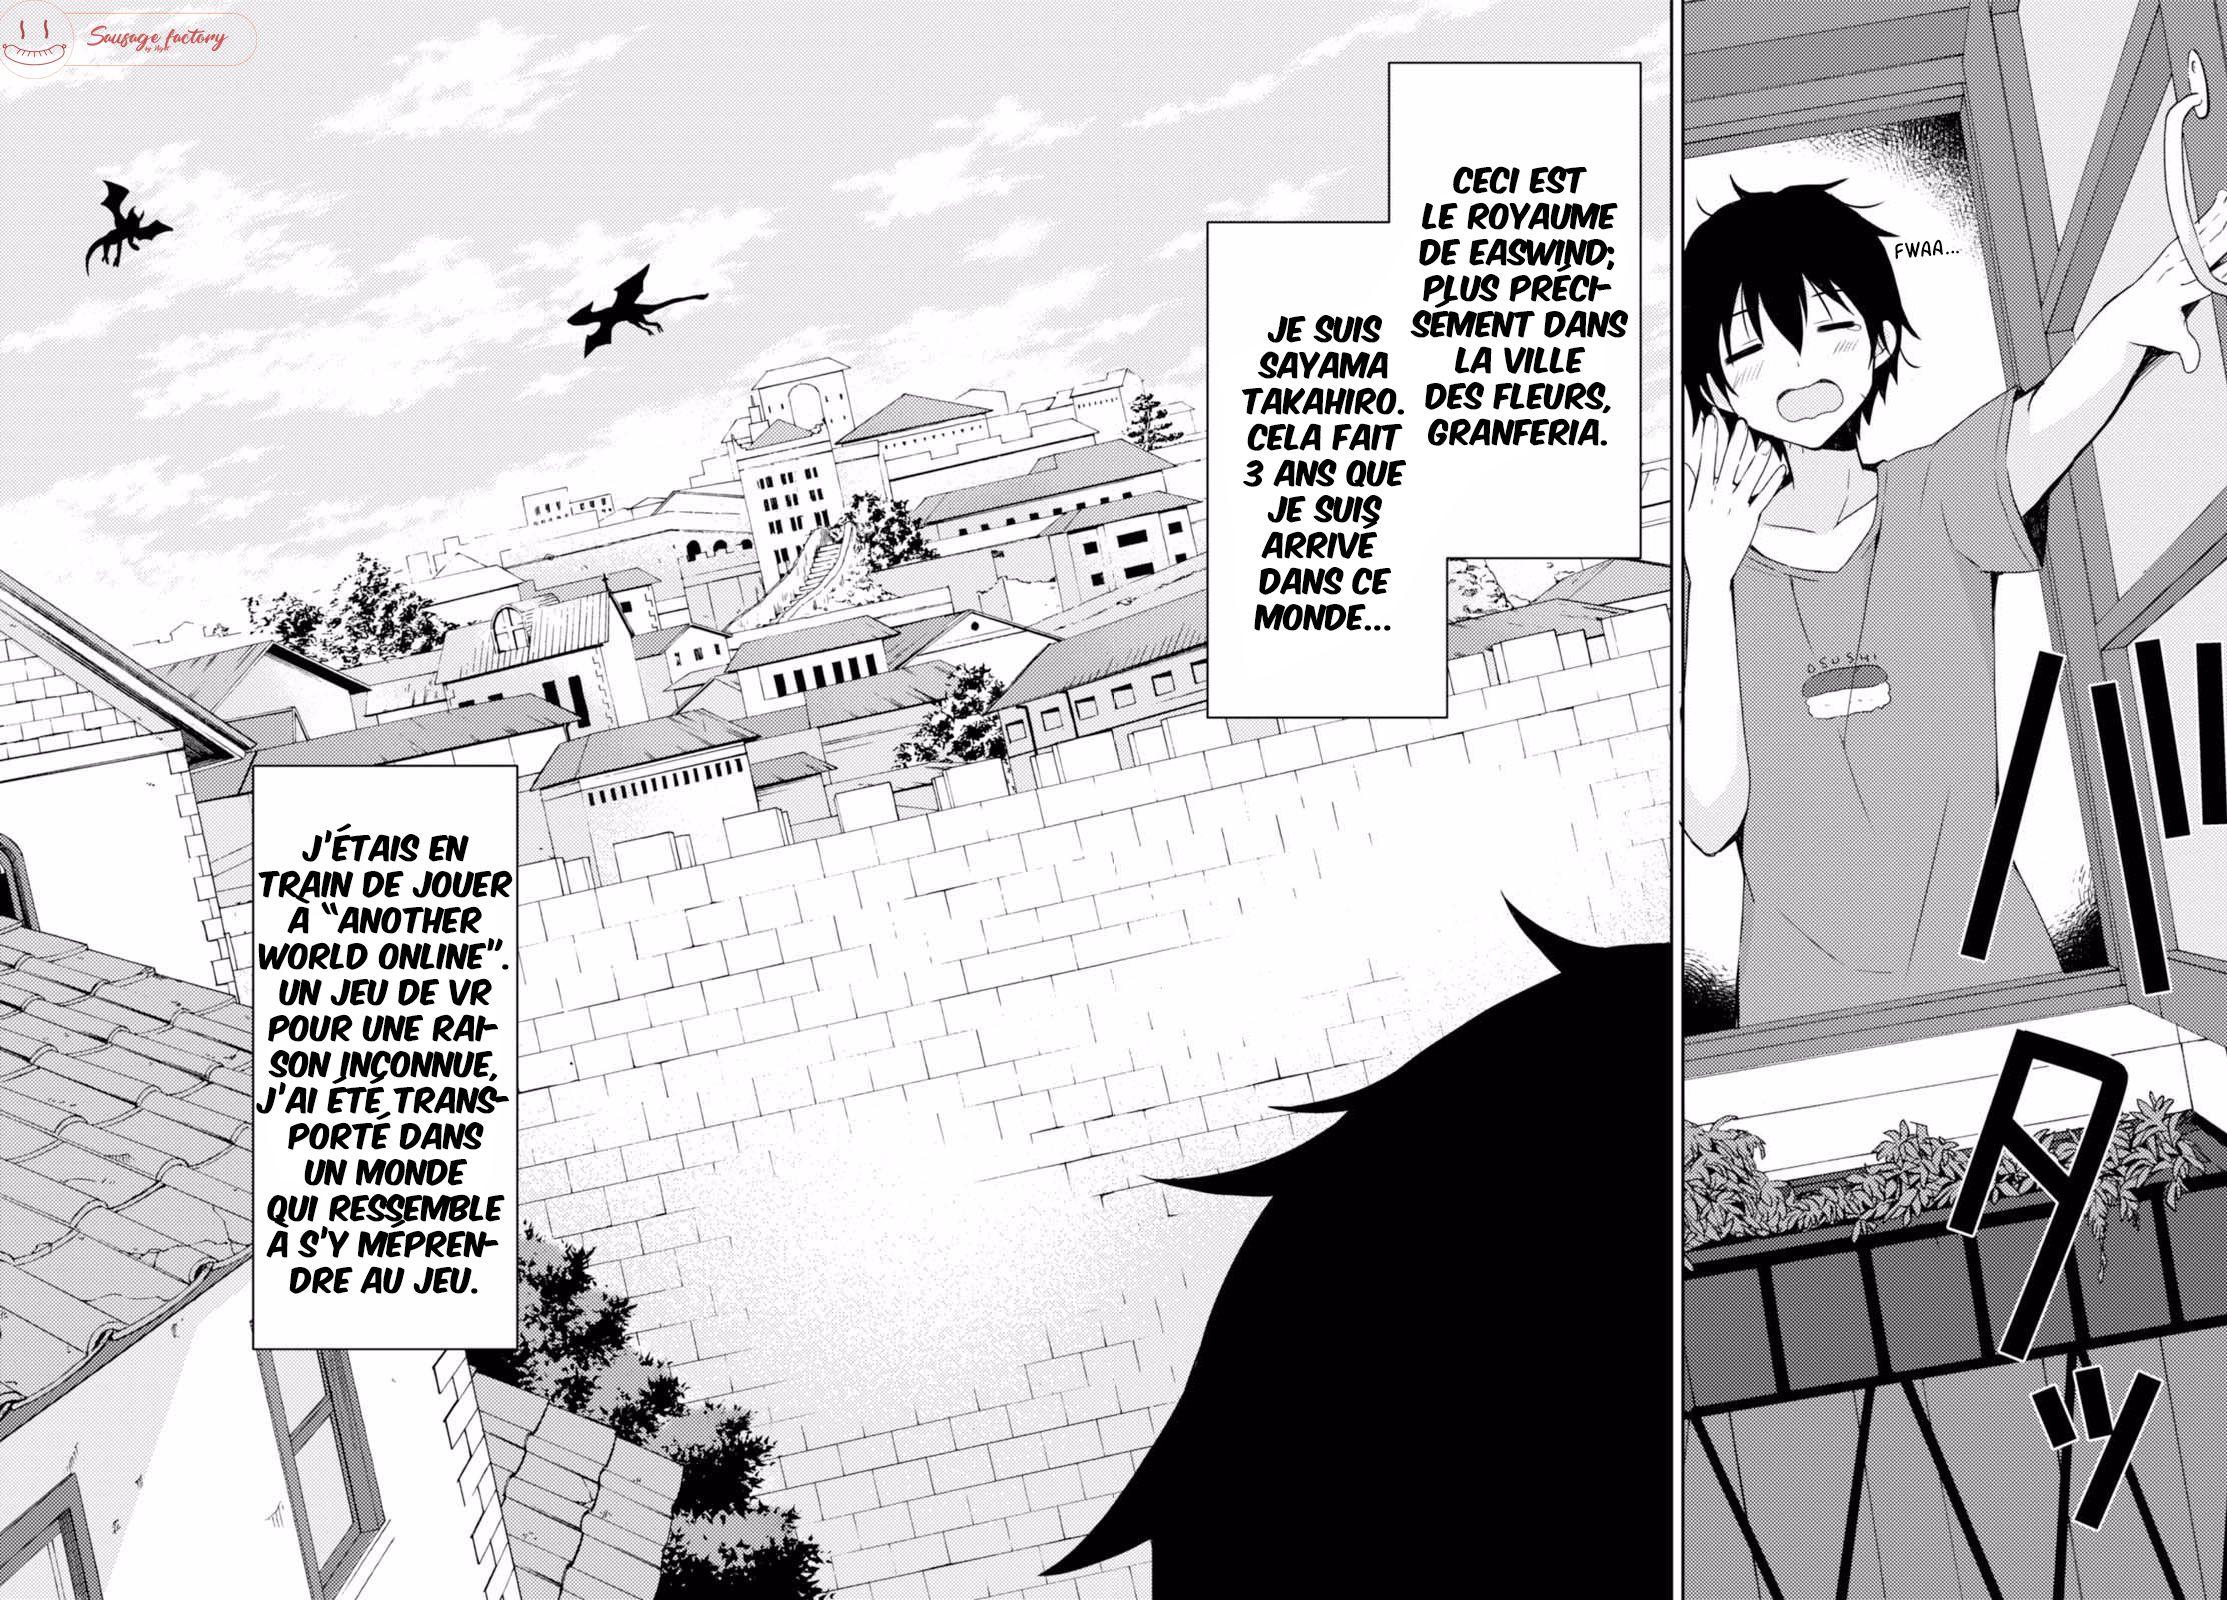 Sausage factory
FWAA...
OSUSHI
バタッ
CECI EST
LE ROYAUME
DE EASWIND;
PLUS PRÉCI-
SÉMENT DANS
LA VILLE
DES FLEURS,
GRANFERIA.
JE SUIS
SAYAMA
TAKAHIRO.
CELA FAIT
3 ANS QUE
JE SUIS
ARRIVÉ
DANS CE
MONDE...
J'ÉTAIS EN
TRAIN DE JOUER
À "ANOTHER
WORLD ONLINE".
UN JEU DE VR
POUR UNE RAI-
SON INCONNUE,
J'AI ÉTÉ TRANS-
PORTÉ DANS
UN MONDE
QUI RESSEMBLE
À S'Y MÉPREN-
DRE AU JEU.